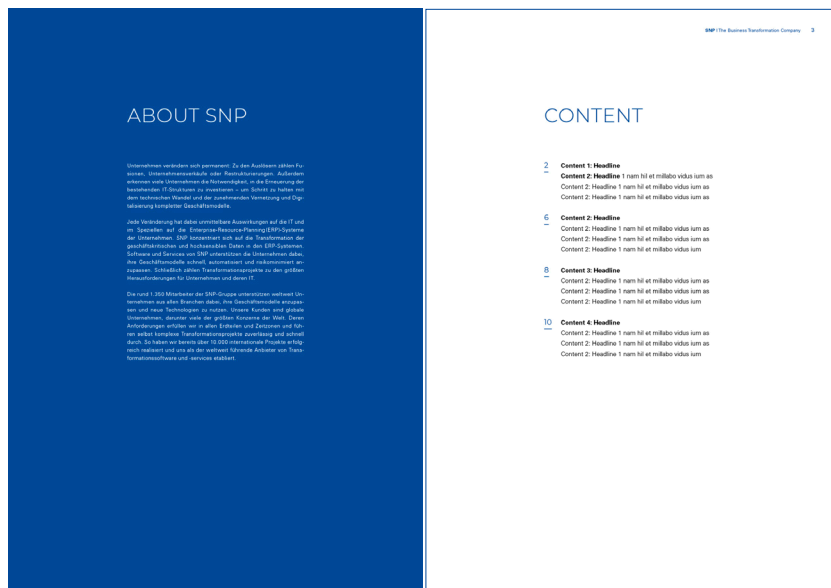 ABOUT SNP
Unternehmen verändern sich permanent: Zu den Auslösern zählen Fu-
sionen, Unternehmensverkäufe oder Restrukturierungen. Außerdem
erkennen viele Unternehmen die Notwendigkeit, in die Erneuerung der
bestehenden IT-Strukturen zu investieren – um Schritt zu halten mit
dem technischen Wandel und der zunehmenden Vernetzung und Digi-
talisierung kompletter Geschäftsmodelle.
Jede Veränderung hat dabei unmittelbare Auswirkungen auf die IT und
im Speziellen auf die Enterprise-Resource-Planning (ERP)-Systeme
der Unternehmen. SNP konzentriert sich auf die Transformation der
geschäftskritischen und hochsensiblen Daten in den ERP-Systemen.
Software und Services von SNP unterstützen die Unternehmen dabei,
ihre Geschäftsmodelle schnell, automatisiert und risikominimiert an-
zupassen. Schließlich zählen Transformationsprojekte zu den größten
Herausforderungen für Unternehmen und deren IT.
Die rund 1.350 Mitarbeiter der SNP-Gruppe unterstützen weltweit Un-
ternehmen aus allen Branchen dabei, ihre Geschäftsmodelle anzupas-
sen und neue Technologien zu nutzen. Unsere Kunden sind globale
Unternehmen, darunter viele der größten Konzerne der Welt. Deren
Anforderungen erfüllen wir in allen Erdteilen und Zeitzonen und füh-
ren selbst komplexe Transformationsprojekte zuverlässig und schnell
durch. So haben wir bereits über 10.000 internationale Projekte erfolg-
reich realisiert und uns als der weltweit führende Anbieter von Trans-
formationssoftware und -services etabliert.
SNP | The Business Transformation Company 3
CONTENT
2 Content 1: Headline
Content 2: Headline 1 nam hil et millabo vidus ium as
Content 2: Headline 1 nam hil et millabo vidus ium as
Content 2: Headline 1 nam hil et millabo vidus ium as
6 Content 2: Headline
Content 2: Headline 1 nam hil et millabo vidus ium as
Content 2: Headline 1 nam hil et millabo vidus ium as
Content 2: Headline 1 nam hil et millabo vidus ium
8 Content 3: Headline
Content 2: Headline 1 nam hil et millabo vidus ium as
Content 2: Headline 1 nam hil et millabo vidus ium as
Content 2: Headline 1 nam hil et millabo vidus ium
10 Content 4: Headline
Content 2: Headline 1 nam hil et millabo vidus ium as
Content 2: Headline 1 nam hil et millabo vidus ium as
Content 2: Headline 1 nam hil et millabo vidus ium